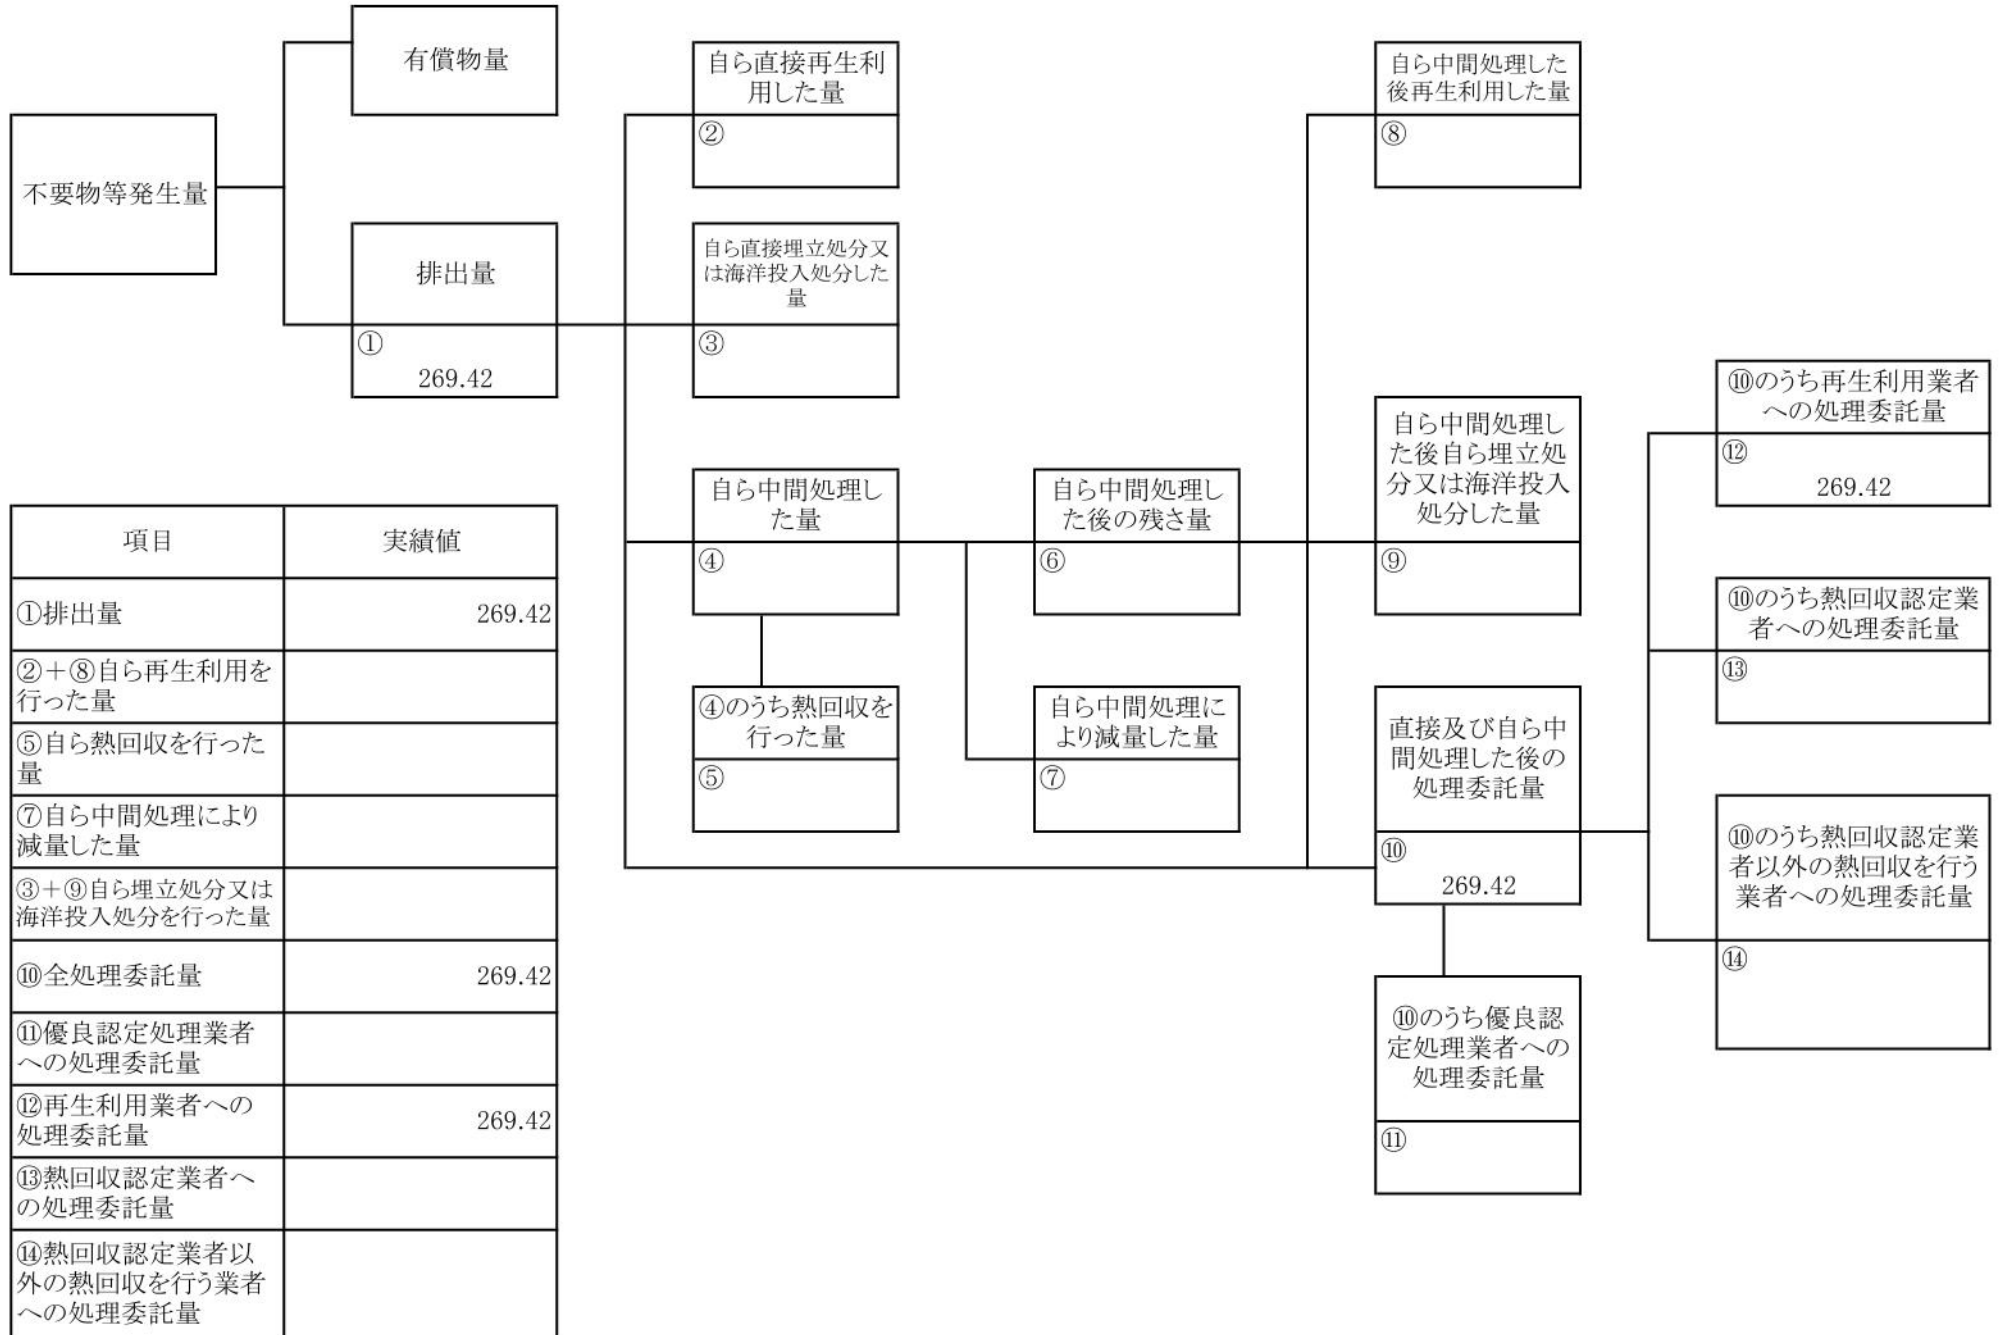 有償物量
不要物等発生量
排出量
①
269.42
自ら直接再生利
用した量
②
自ら直接埋立処分又
は海洋投入処分した
量
③
自ら中間処理し
た量
④
④のうち熱回収を
行った量
⑤
自ら中間処理し
た後の残さ量
⑥
自ら中間処理に
より減量した量
⑦
自ら中間処理した
後再生利用した量
⑧
自ら中間処理し
た後自ら埋立処
分又は海洋投入
処分した量
⑨
直接及び自ら中
間処理した後の
処理委託量
⑩
269.42
⑩のうち優良認
定処理業者への
処理委託量
⑪
⑩のうち再生利用業者
への処理委託量
⑫
269.42
⑩のうち熱回収認定業
者への処理委託量
⑬
⑩のうち熱回収認定業
者以外の熱回収を行う
業者への処理委託量
⑭
項目 実績値
①排出量 269.42
②＋⑧自ら再生利用を
行った量
⑤自ら熱回収を行った
量
⑦自ら中間処理により
減量した量
③＋⑨自ら埋立処分又は
海洋投入処分を行った量
⑩全処理委託量 269.42
⑪優良認定処理業者
への処理委託量
⑫再生利用業者への
処理委託量 269.42
⑬熱回収認定業者へ
の処理委託量
⑭熱回収認定業者以
外の熱回収を行う業者
への処理委託量